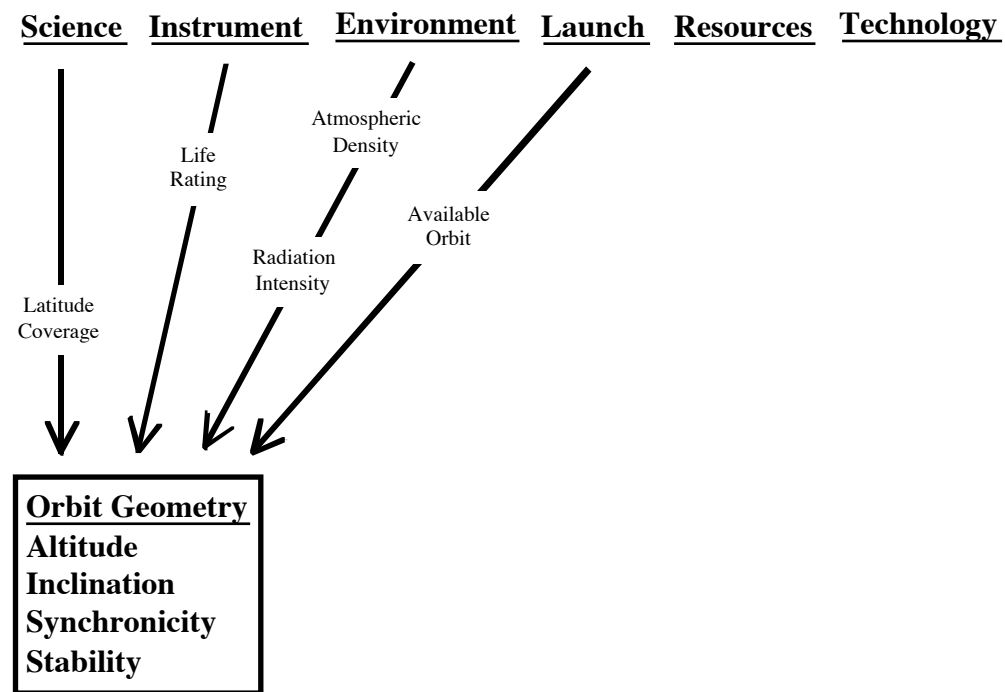 Science Instrument Environment Launch Resources Technology
Atmospheric
Density
Life
Rating
Available
Orbit
Radiation
Intensity
Latitude
Coverage
Orbit Geometry
Altitude
Inclination
Synchronicity
Stability